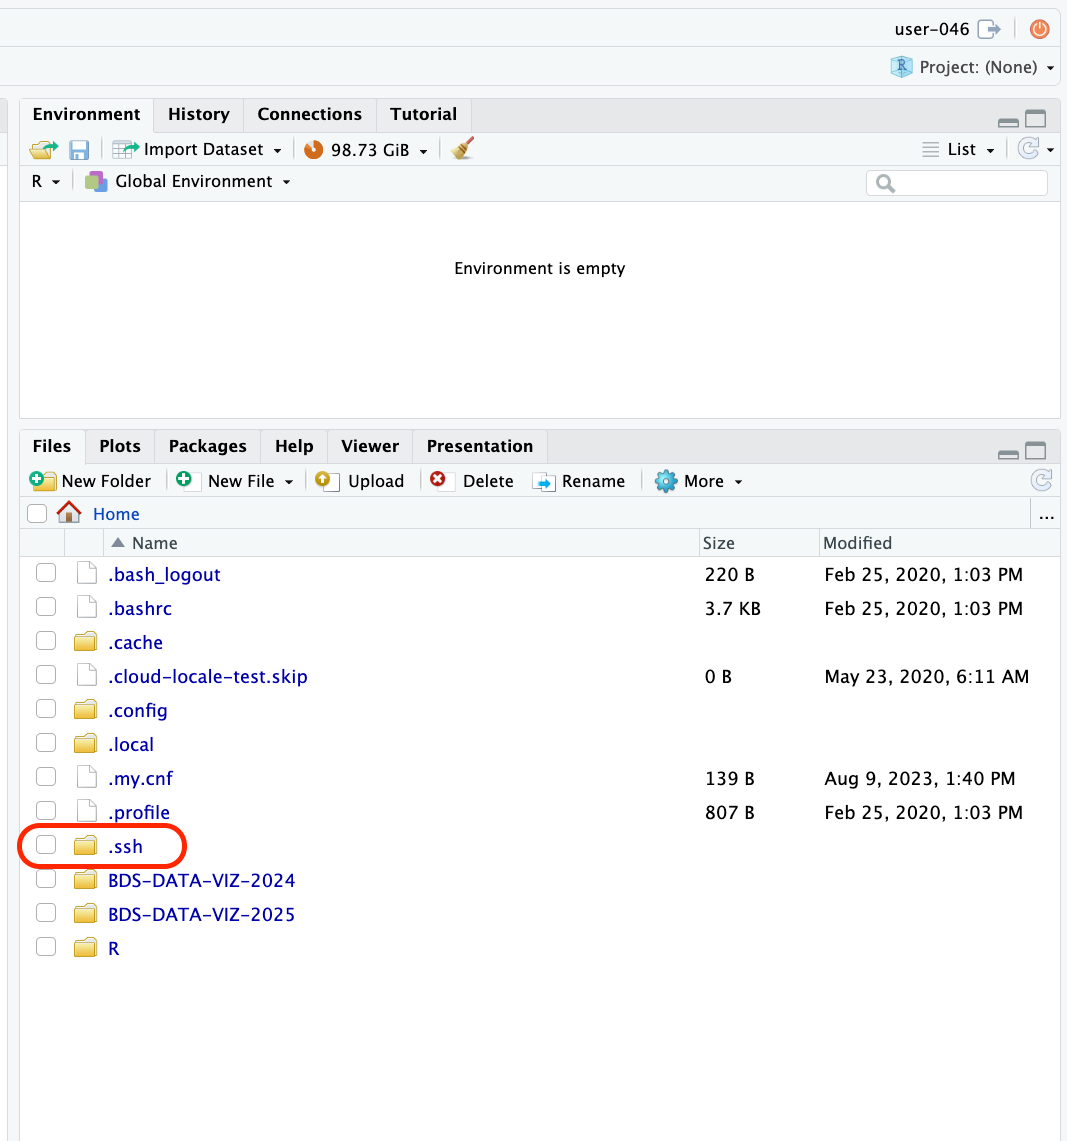 user-046
R Project: (None)
Environment History Connections Tutorial
Import Dataset 98.73 GiB List
R Global Environment
Environment is empty
Files Plots Packages Help Viewer Presentation
New Folder New File Upload Delete Rename More
Home ...
Name Size Modified
.bash_logout 220 B Feb 25, 2020, 1:03 PM
.bashrc 3.7 KB Feb 25, 2020, 1:03 PM
.cache
.cloud-locale-test.skip 0 B May 23, 2020, 6:11 AM
.config
.local
.my.cnf 139 B Aug 9, 2023, 1:40 PM
.profile 807 B Feb 25, 2020, 1:03 PM
.ssh
BDS-DATA-VIZ-2024
BDS-DATA-VIZ-2025
R